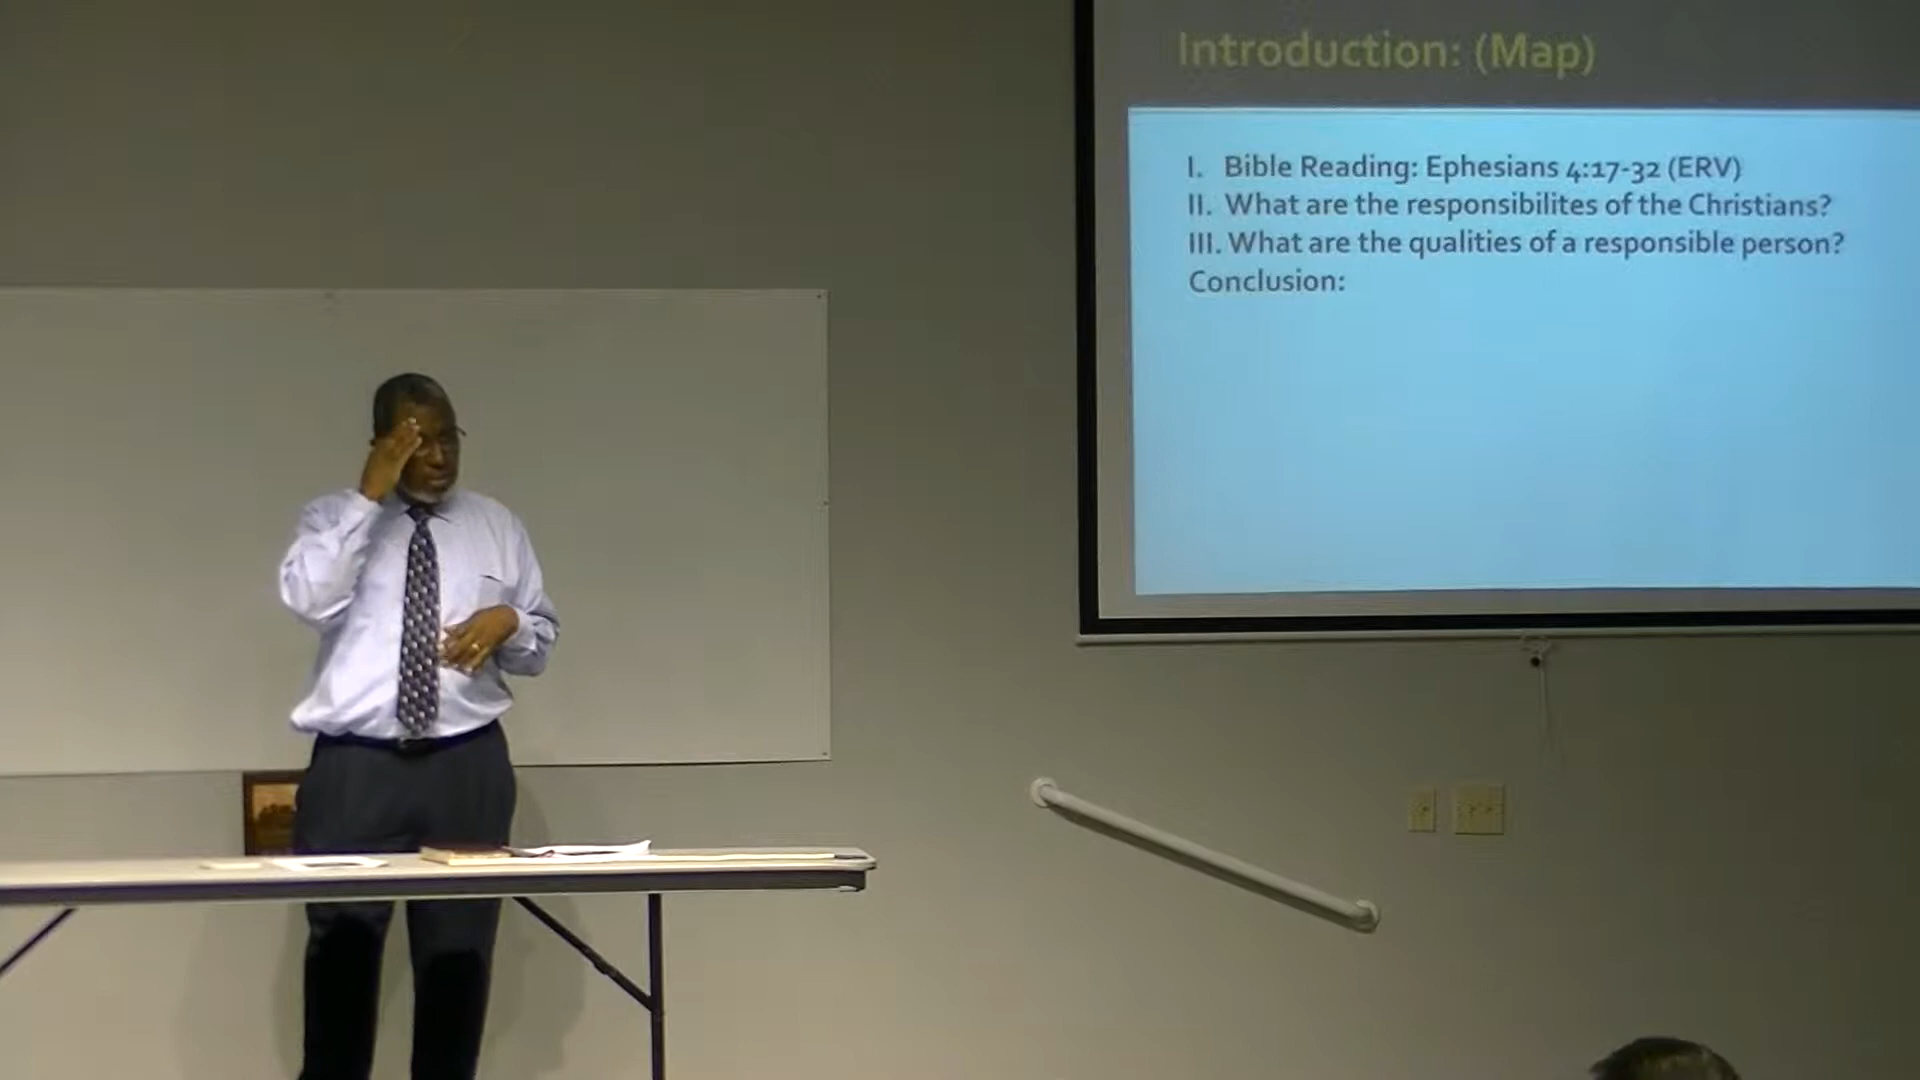 Introduction: (Map)
I. Bible Reading: Ephesians 4:17-32 (ERV)
II. What are the responsibilites of the Christians?
III. What are the qualities of a responsible person?
Conclusion: